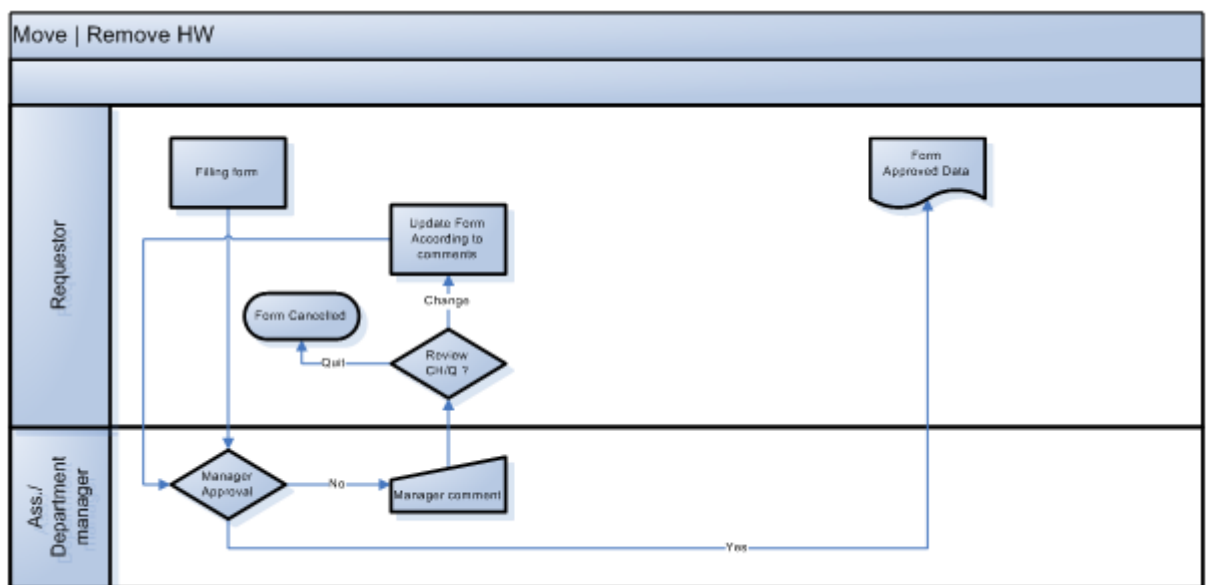 Move | Remove HW
Requestor
Filling form
Form
Approved Data
Update Form
According to
comments
Change
Form Cancelled
Quit
Review
CH/Q ?
Ass./
Department
manager
Manager
Approval
No
Manager comment
Yes